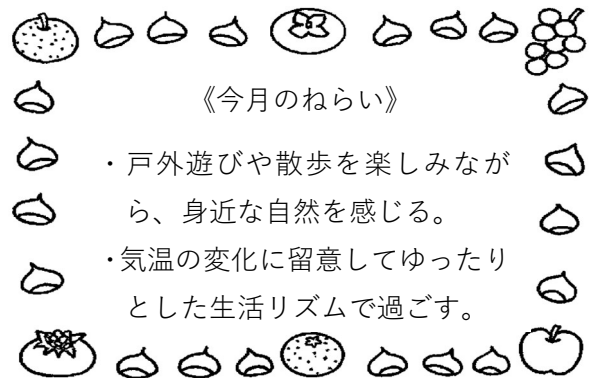 《今月のねらい》
・戸外遊びや散歩を楽しみなが
ら、身近な自然を感じる。
・気温の変化に留意してゆったり
とした生活リズムで過ごす。